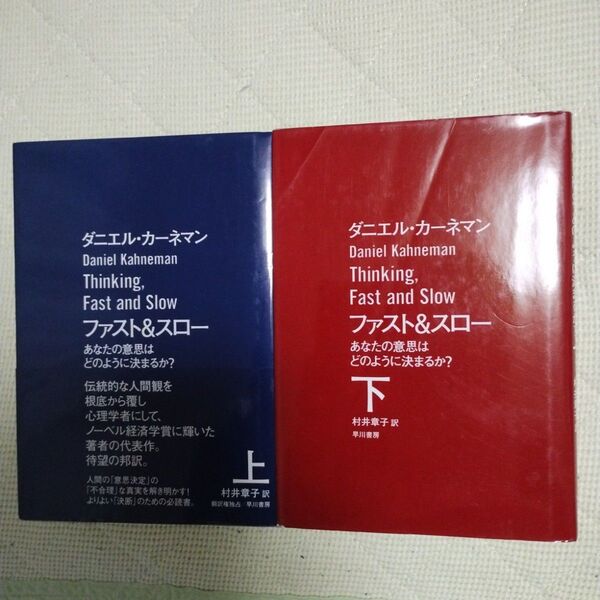 ダニエル・カーネマン
Daniel Kahneman
Thinking,
Fast and Slow
ファスト&スロー
あなたの意思は
どのように決まるか?
伝統的な人間観を
根底から覆し
心理学者にして、
ノーベル経済学賞に輝いた
著者の代表作。
待望の邦訳。
人間の「意思決定」の
「不合理」な真実を解き明かす!
よりよい「決断」のための必読書。
上
村井章子 訳
翻訳権独占 早川書房
ダニエル・カーネマン
Daniel Kahneman
Thinking,
Fast and Slow
ファスト&スロー
あなたの意思は
どのように決まるか?
下
村井章子 訳
早川書房